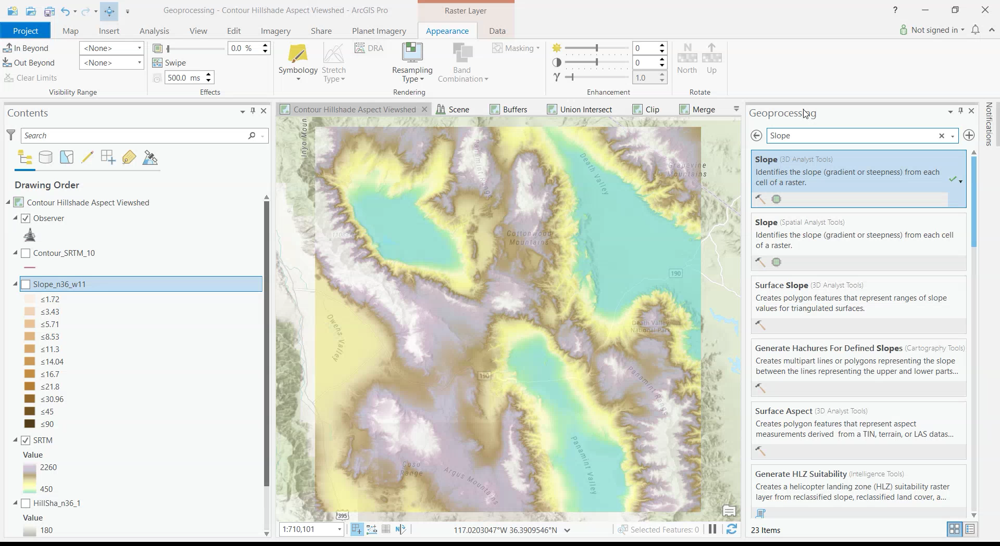 Geoprocessing - Contour Hillshade Aspect Viewshed - ArcGIS Pro
Raster Layer
?
Project
Map
Insert
Analysis
View
Edit
Imagery
Share
Planet Imagery
Appearance
Data
Not signed in
In Beyond
<None>
Out Beyond
<None>
Clear Limits
Visibility Range
0.0 %
Swipe
500.0 ms
Effects
Symbology
Stretch
Type
DRA
Resampling
Type
Band
Combination
Masking
Rendering
0
0
γ
1.0
Enhancement
N
North
Up
Rotate
Contents
Search
Drawing Order
Contour Hillshade Aspect Viewshed
Observer
Contour_SRTM_10
Slope_n36_w11
≤1.72
≤3.43
≤5.71
≤8.53
≤11.3
≤14.04
≤16.7
≤21.8
≤30.96
≤45
≤90
SRTM
Value
2260
450
HillSha_n36_1
Value
180
Contour Hillshade Aspect Viewshed
Scene
Buffers
Union Intersect
Clip
Merge
Inyo Moun
Panamint Range
Death Valley
Grapevine
Mountains
Cottonwood
Mountains
190
Owens Valley
Death Valley
National Park
190
Panamint Range
Coso
Range
Argus Mountains
Panamint Valley
395
1:710,101
117.0203047°W 36.3909546°N
Selected Features: 0
Geoprocessing
Slope
Slope (3D Analyst Tools)
Identifies the slope (gradient or steepness) from each
cell of a raster.
Slope (Spatial Analyst Tools)
Identifies the slope (gradient or steepness) from each cell
of a raster.
Surface Slope (3D Analyst Tools)
Creates polygon features that represent ranges of slope
values for triangulated surfaces.
Generate Hachures For Defined Slopes (Cartography Tools)
Creates multipart lines or polygons representing the slope
between the lines representing the upper and lower parts...
Surface Aspect (3D Analyst Tools)
Creates polygon features that represent aspect
measurements derived from a TIN, terrain, or LAS datas...
Generate HLZ Suitability (Intelligence Tools)
Creates a helicopter landing zone (HLZ) suitability raster
layer from reclassified slope, reclassified land cover, a...
23 Items
Notifications